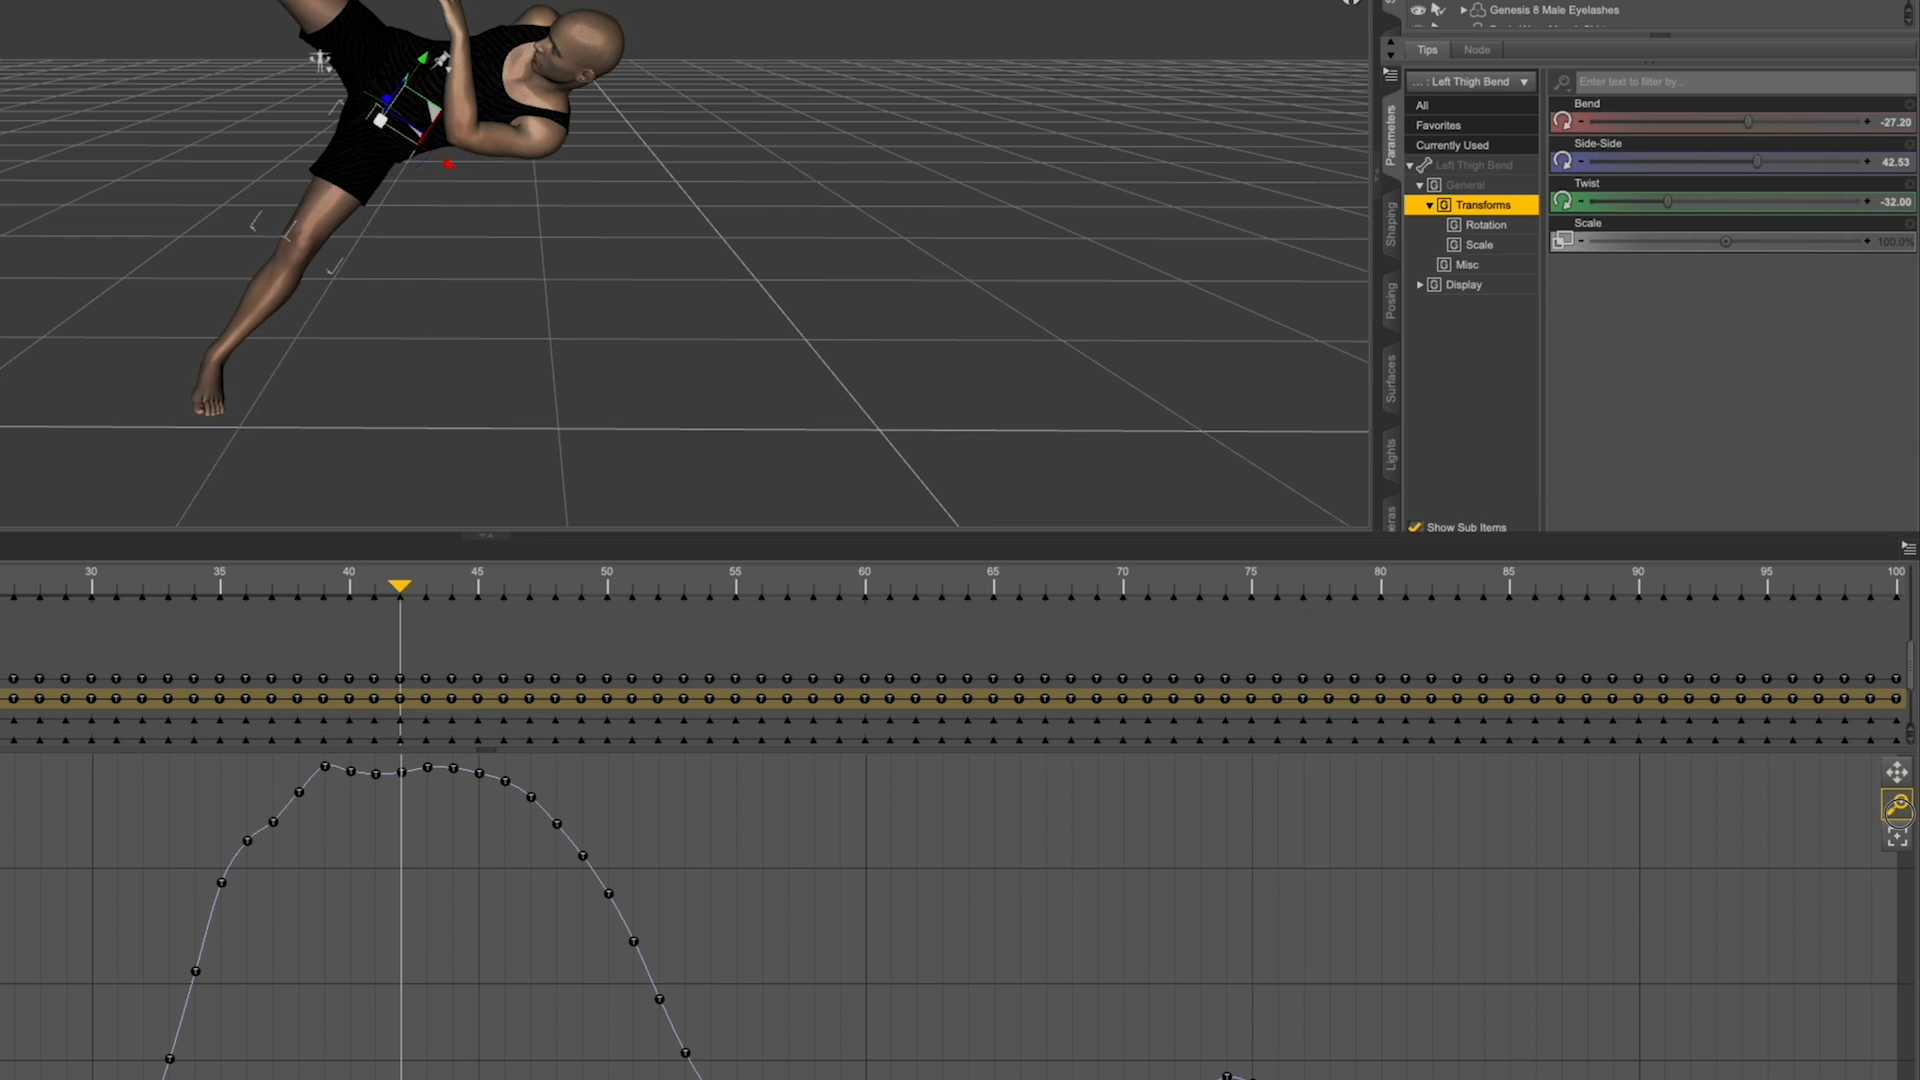 Genesis 8 Male Eyelashes
Tips Node
... : Left Thigh Bend
Enter text to filter by...
All
Favorites
Currently Used
Left Thigh Bend
General
Transforms
Rotation
Scale
Misc
Display
Show Sub Items
Bend
-27.20
Side-Side
42.53
Twist
-32.00
Scale
100.0%
Parameters
Shaping
Posing
Surfaces
Lights
30 35 40 45 50 55 60 65 70 75 80 85 90 95 100